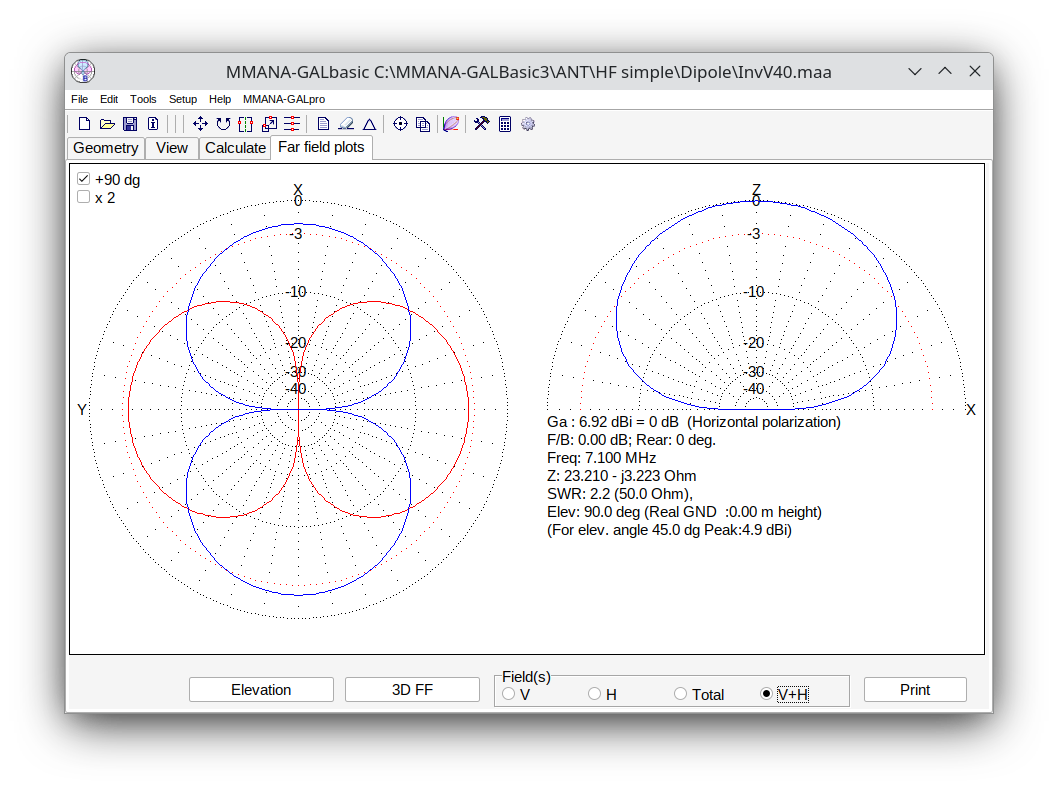 MMANA-GALbasic C:\MMANA-GALBasic3\ANT\HF simple\Dipole\InvV40.maa
File Edit Tools Setup Help MMANA-GALpro
Geometry View Calculate Far field plots
+90 dg
x 2
X
0
-3
-10
-20
-30
-40
Y
Z
0
-3
-10
-20
-30
-40
X
Ga : 6.92 dBi = 0 dB (Horizontal polarization)
F/B: 0.00 dB; Rear: 0 deg.
Freq: 7.100 MHz
Z: 23.210 - j3.223 Ohm
SWR: 2.2 (50.0 Ohm),
Elev: 90.0 deg (Real GND :0.00 m height)
(For elev. angle 45.0 dg Peak:4.9 dBi)
Elevation
3D FF
Field(s)
V
H
Total
V+H
Print